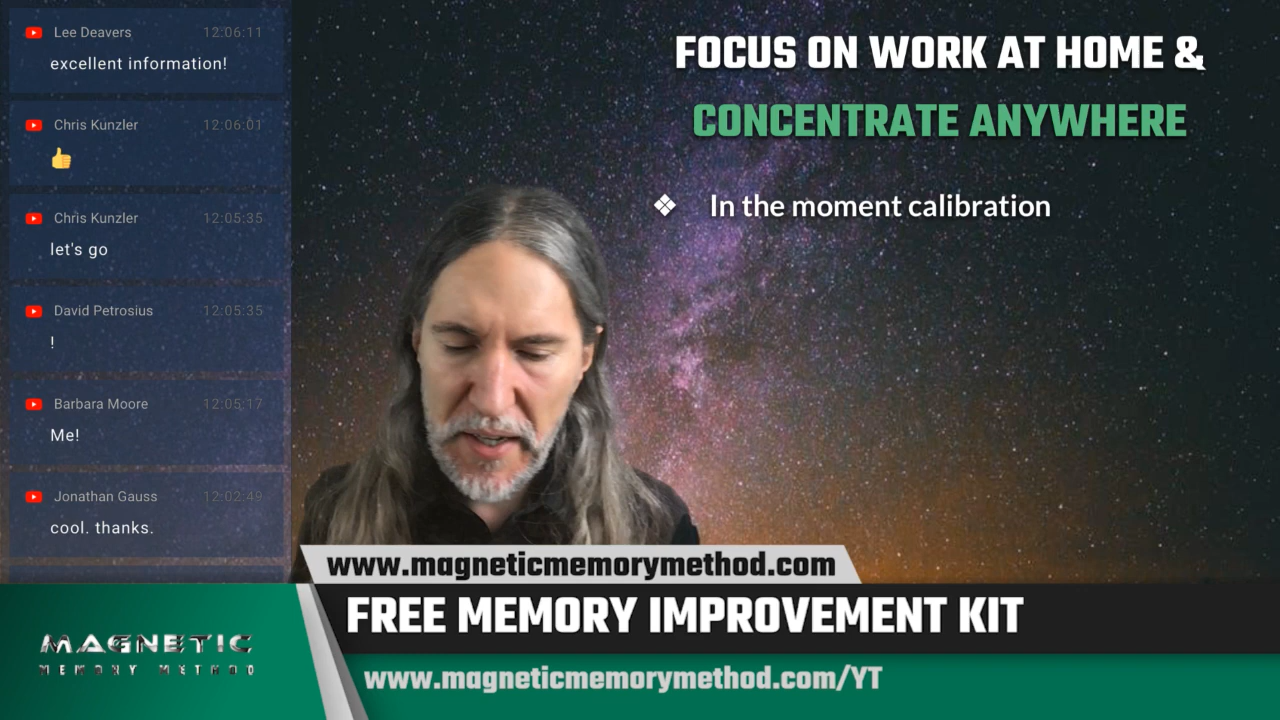 Lee Deavers 12:06:11
excellent information!
Chris Kunzler 12:06:01
👍
Chris Kunzler 12:05:35
let's go
David Petrosius 12:05:35
!
Barbara Moore 12:05:17
Me!
Jonathan Gauss 12:02:49
cool. thanks.
FOCUS ON WORK AT HOME &
CONCENTRATE ANYWHERE
❖ In the moment calibration
www.magneticmemorymethod.com
FREE MEMORY IMPROVEMENT KIT
www.magneticmemorymethod.com/YT
MAGNETIC
MEMORY METHOD